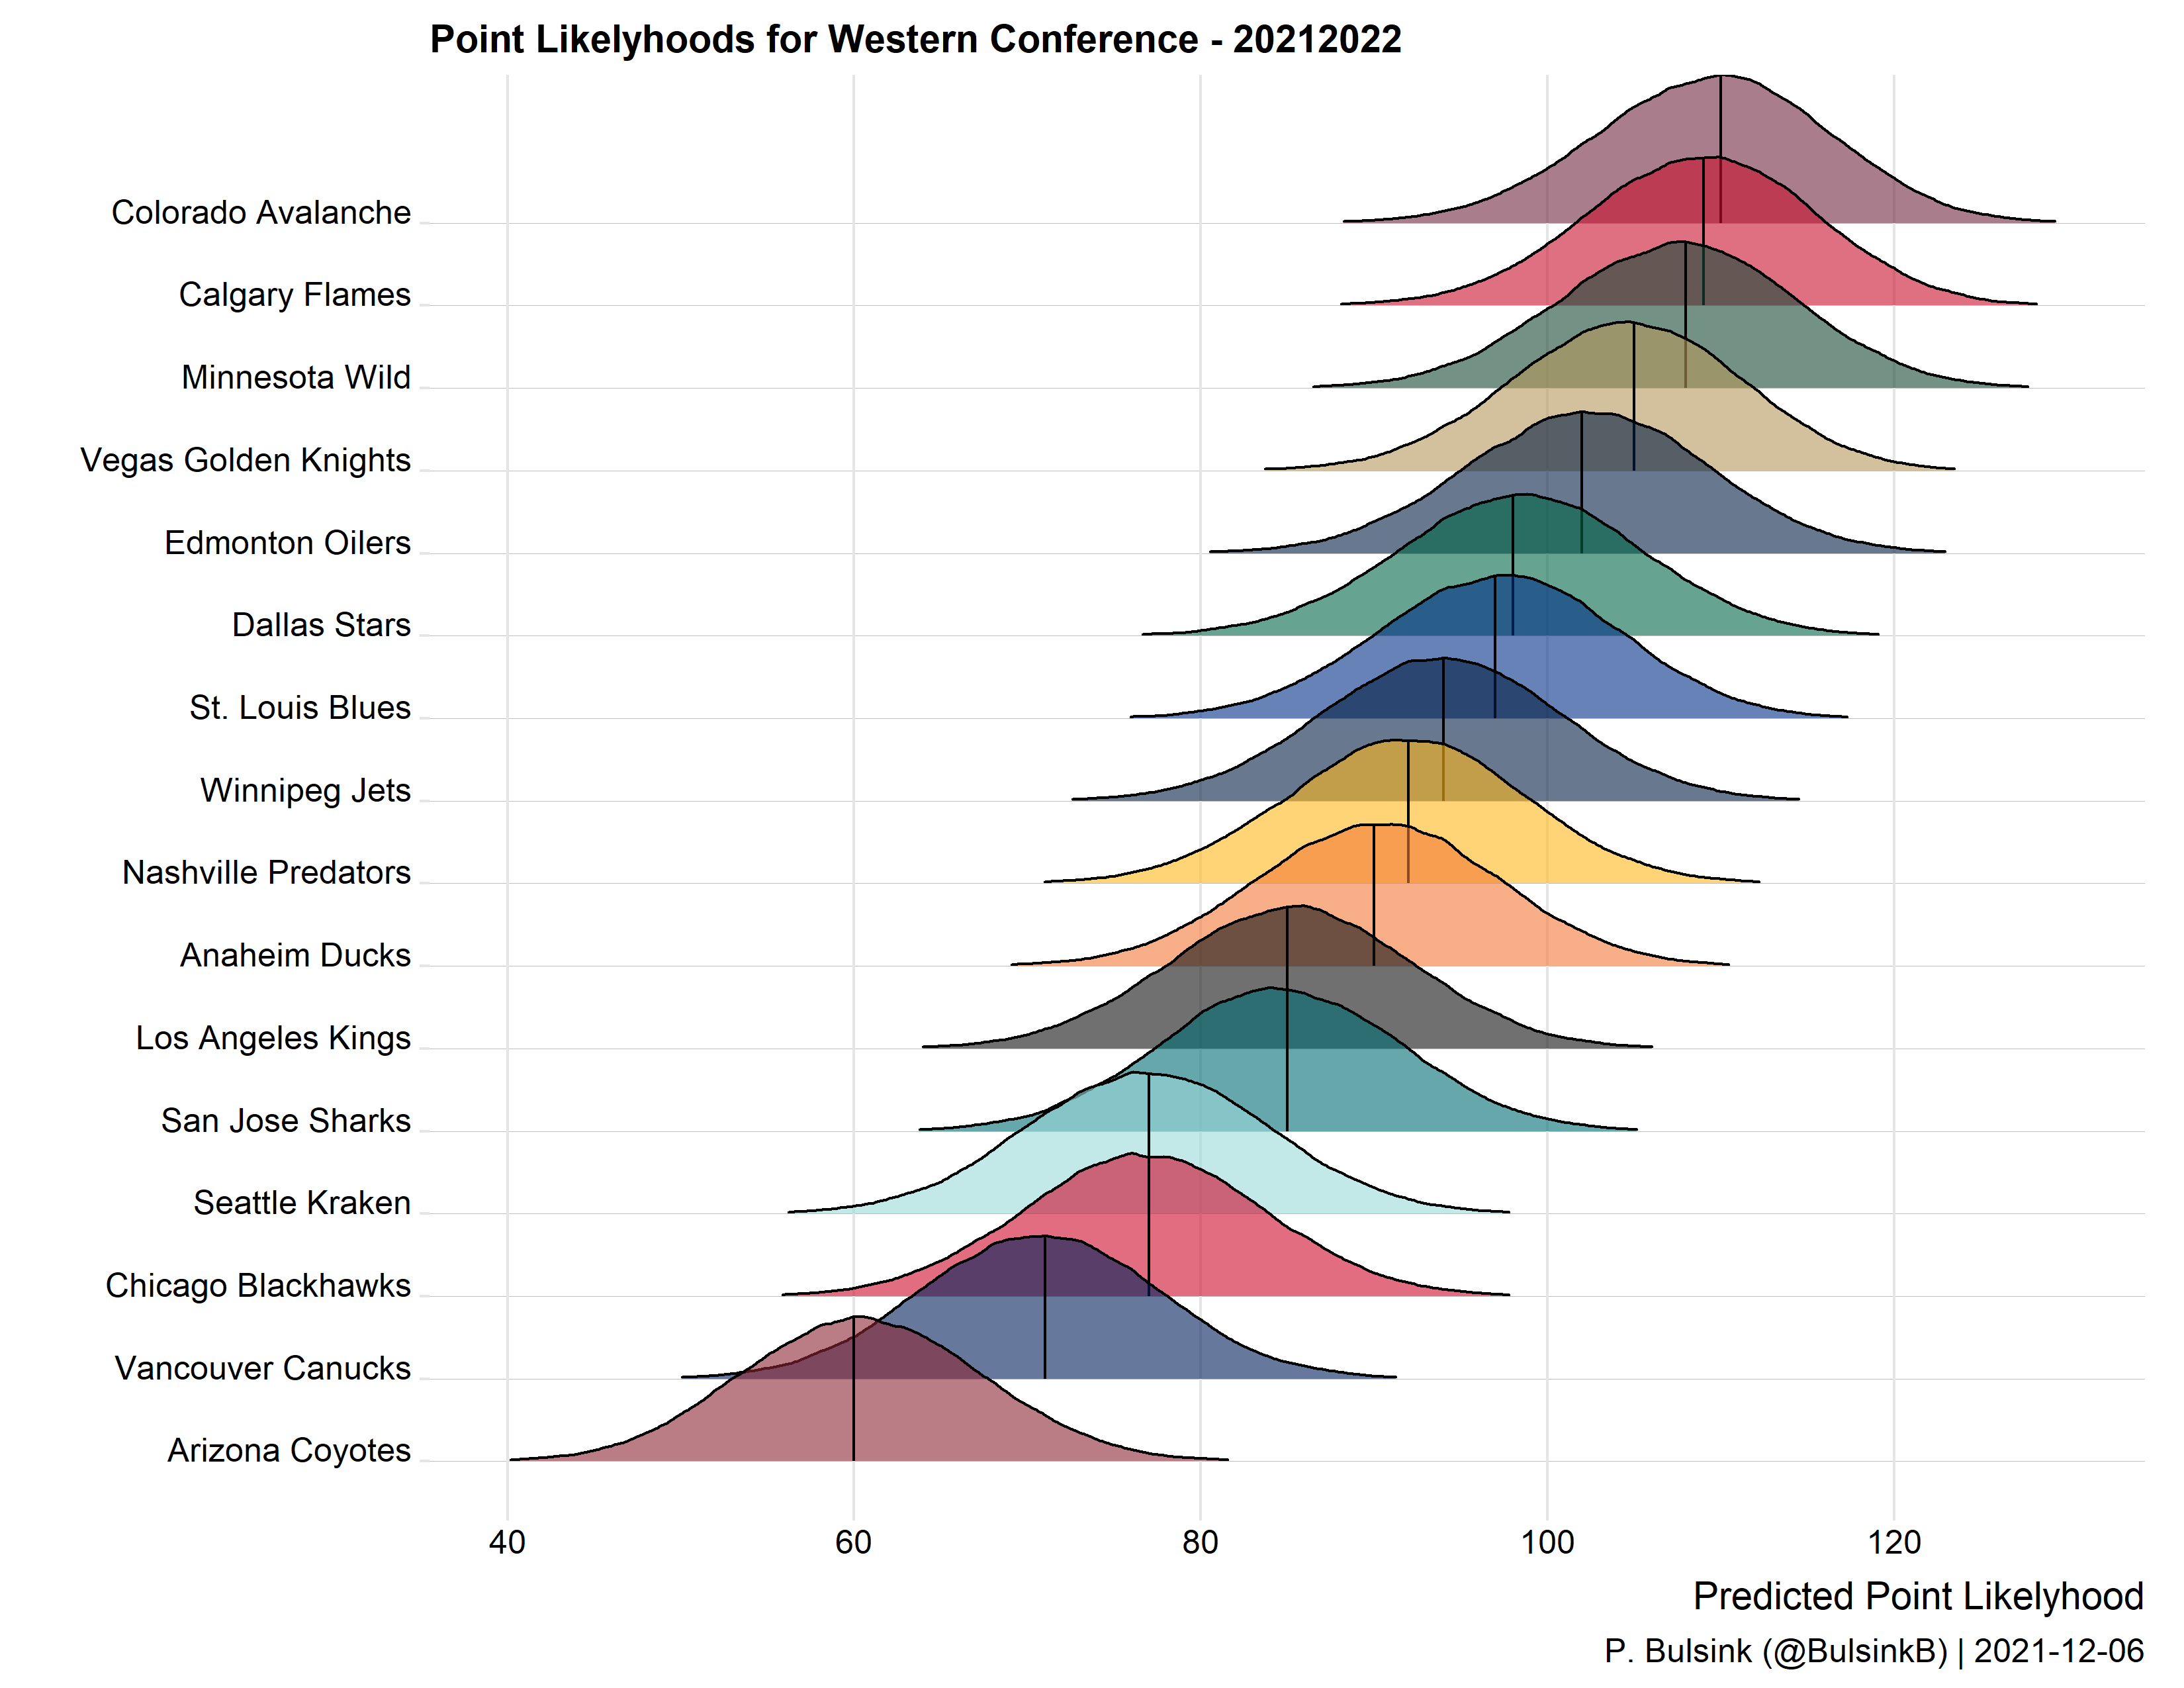 Point Likelyhoods for Western Conference - 20212022
Colorado Avalanche
Calgary Flames
Minnesota Wild
Vegas Golden Knights
Edmonton Oilers
Dallas Stars
St. Louis Blues
Winnipeg Jets
Nashville Predators
Anaheim Ducks
Los Angeles Kings
San Jose Sharks
Seattle Kraken
Chicago Blackhawks
Vancouver Canucks
Arizona Coyotes
40 60 80 100 120
Predicted Point Likelyhood
P. Bulsink (@BulsinkB) | 2021-12-06